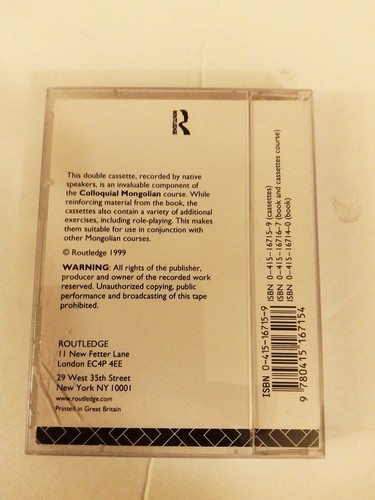 ROUTLEDGE
This double cassette, recorded by native
speakers, is an invaluable component of
the Colloquial Mongolian course. While
reinforcing material from the book, the
cassettes also contain a variety of additional
exercises, including role-playing. This makes
them suitable for use in conjunction with
other Mongolian courses.
© Routledge 1999
WARNING: All rights of the publisher,
producer and owner of the recorded work
reserved. Unauthorized copying, public
performance and broadcasting of this tape
prohibited.
ROUTLEDGE
11 New Fetter Lane
London EC4P 4EE
29 West 35th Street
New York NY 10001
www.routledge.com
Printed in Great Britain
ISBN 0-415-16715-9 (cassettes)
ISBN 0-415-16716-7 (book and cassettes course)
ISBN 0-415-16714-0 (book)
ISBN 0-415-16715-9
9 780415 167154